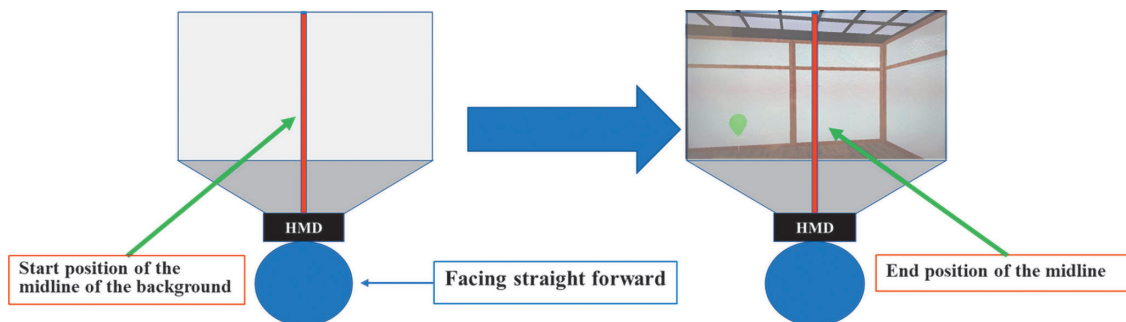 HMD
HMD
Start position of the
midline of the background
Facing straight forward
End position of the midline